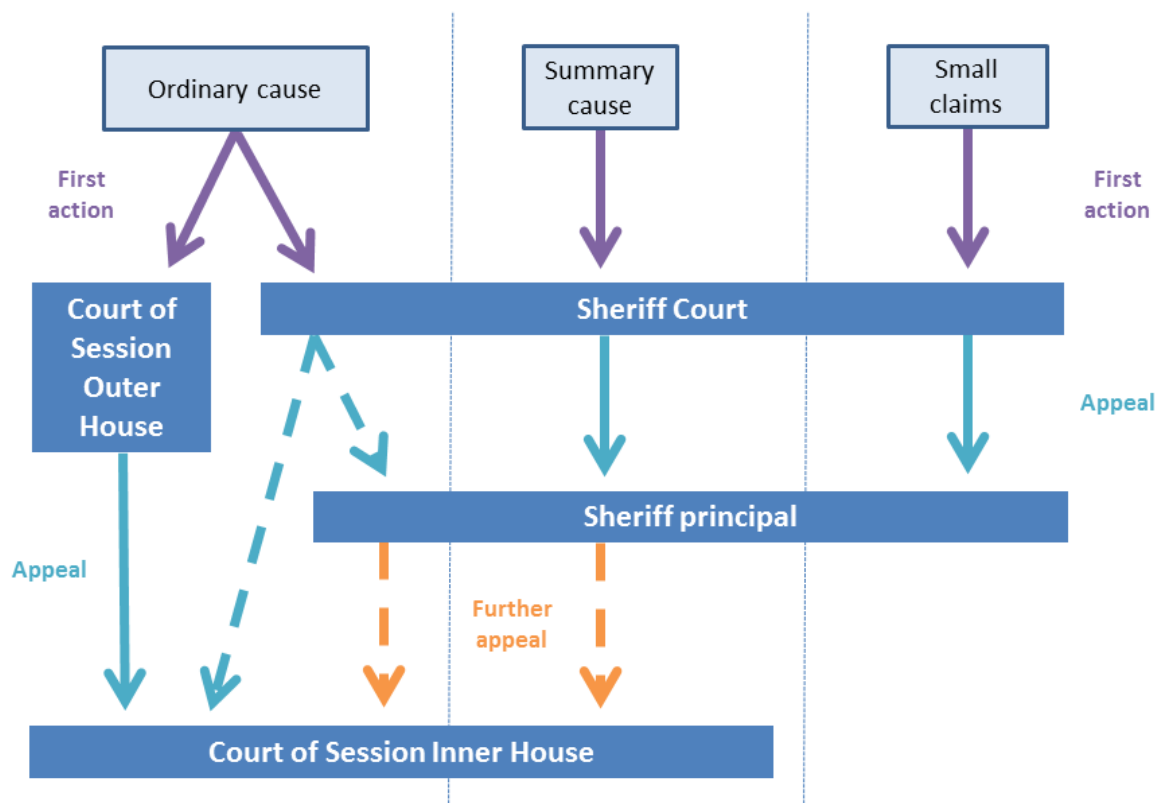 Ordinary cause
Summary
cause
Small
claims
First
action
First
action
Court of
Session
Outer
House
Sheriff Court
Appeal
Sheriff principal
Appeal
Further
appeal
Court of Session Inner House